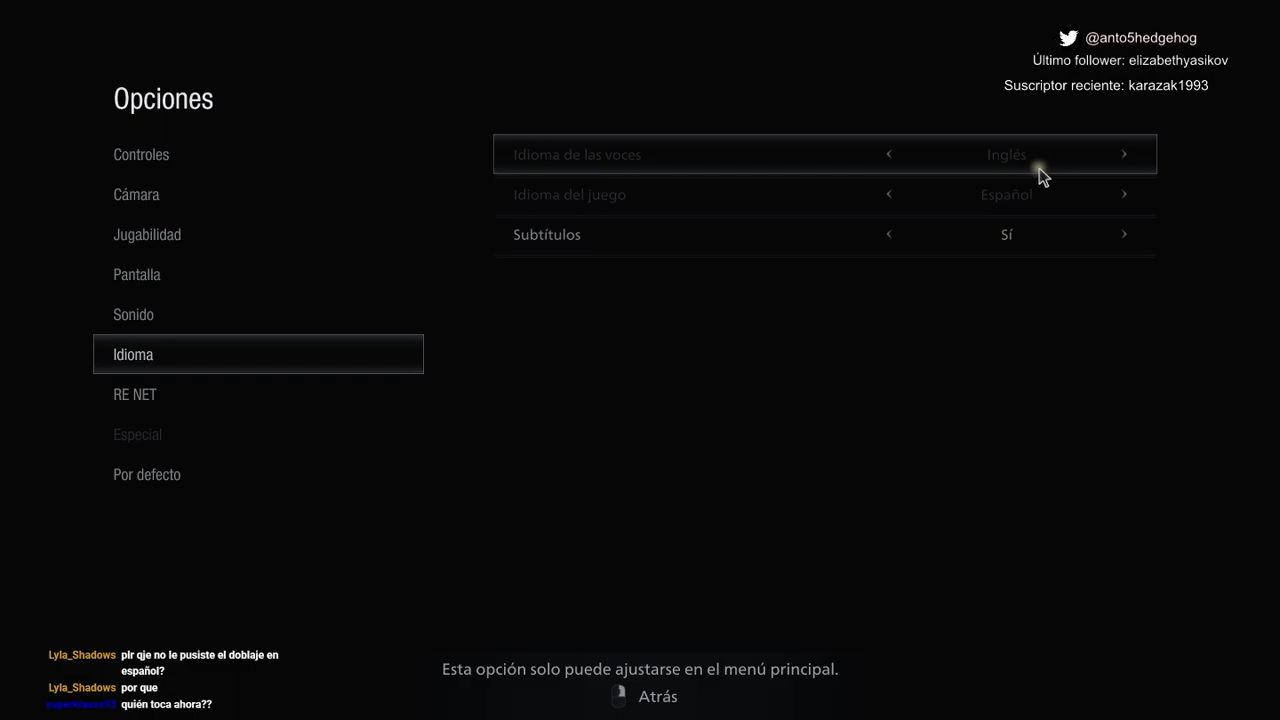 @anto5hedgehog
Último follower: elizabethyasikov
Suscriptor reciente: karazak1993
Opciones
Controles
Cámara
Jugabilidad
Pantalla
Sonido
Idioma
RE NET
Especial
Por defecto
Idioma de las voces
Inglés
Idioma del juego
Español
Subtítulos
Sí
Lyla_Shadows plr qje no le pusiste el doblaje en
español?
Lyla_Shadows por que
quién toca ahora??
Esta opción solo puede ajustarse en el menú principal.
Atrás